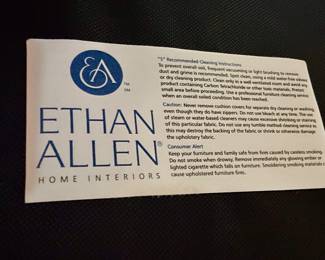 EA
TM
SM
ETHAN
ALLEN®
HOME INTERIORS
"S" Recommended Cleaning Instructions
To prevent overall soil, frequent vacuuming or light brushing to remove
dust and grime is recommended. Spot clean, using a mild water-free solvent
or dry cleaning product. Clean only in a well ventilated room and avoid any
product containing Carbon Tetrachloride or other toxic materials. Pretest
small area before proceeding. Use a professional furniture cleaning service
when an overall soiled condition has been reached.
Caution: Never remove cushion covers for separate dry cleaning or washing
even though they do have zippers. Do not use bleach at any time. The use
of steam or water-based cleaners may cause excessive shrinking or staining
of this particular fabric. Do not use any tumble method cleaning service as
this may destroy the backing of the fabric or shrink or otherwise damage
the upholstery fabric.
Consumer Alert
Keep your furniture and family safe from fires caused by careless smoking.
Do not smoke when drowsy. Remove immediately any glowing ember or
lighted cigarette which falls on furniture. Smoldering smoking materials can
cause upholstered furniture fires.